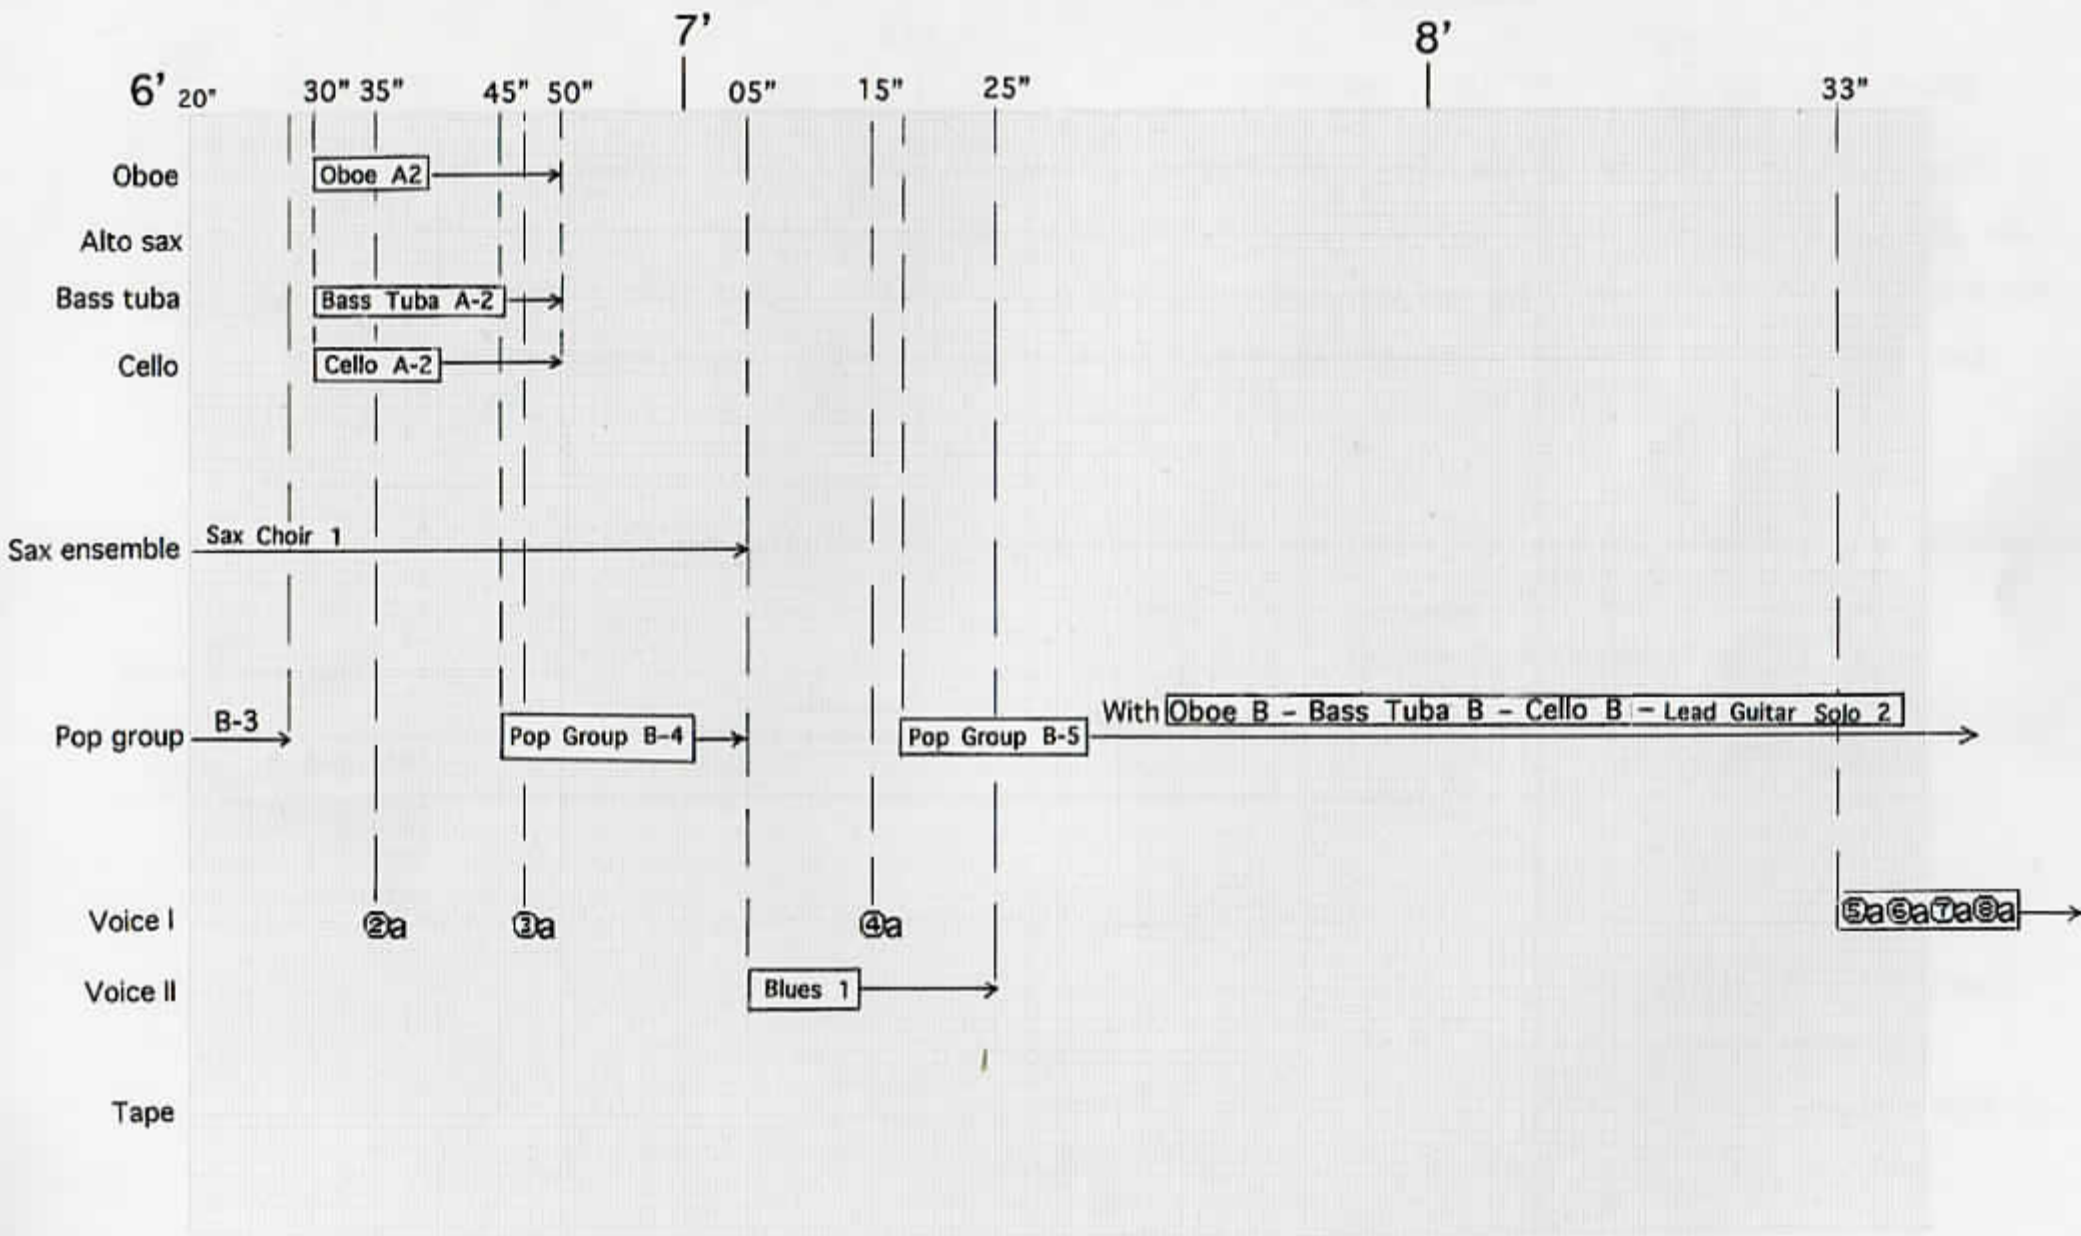 7’ 8’
6’ 20” 30” 35” 45” 50” 05” 15” 25” 33”
Oboe Oboe A2
Alto sax
Bass tuba Bass Tuba A-2
Cello Cello A-2
Sax ensemble Sax Choir 1
Pop group B-3 Pop Group B-4 Pop Group B-5 With Oboe B - Bass Tuba B - Cello B - Lead Guitar Solo 2
Voice I ②a ③a ④a ⑤a⑥a⑦a⑧a
Voice II Blues 1
Tape